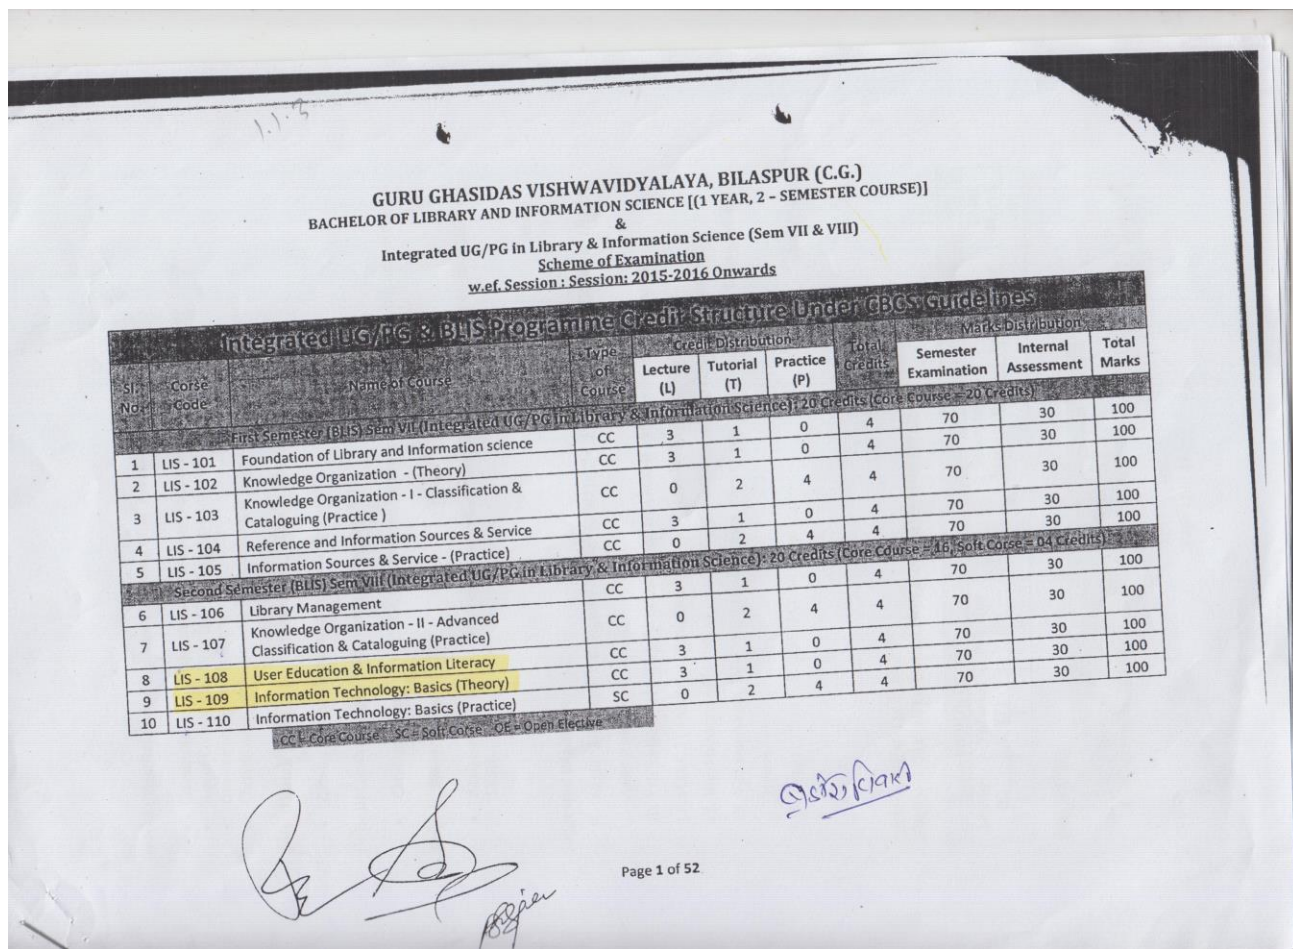 1.1.3
GURU GHASIDAS VISHWAVIDYALAYA, BILASPUR (C.G.)
BACHELOR OF LIBRARY AND INFORMATION SCIENCE [(1 YEAR, 2 – SEMESTER COURSE)]
&
Integrated UG/PG in Library & Information Science (Sem VII & VIII)
Scheme of Examination
w.ef. Session : Session: 2015-2016 Onwards
Integrated UG/PG & BLIS Programme Credit Structure Under CBCS Guidelines
Sl. No. Corse Code Name of Course Type of Course Credit Distribution Total Credits Marks Distribution
Lecture (L) Tutorial (T) Practice (P) Semester Examination Internal Assessment Total Marks
First Semester (BLIS) Sem VII (Integrated UG/PG in Library & Information Science): 20 Credits (Core Course = 20 Credits)
1 LIS - 101 Foundation of Library and Information science CC 3 1 0 4 70 30 100
2 LIS - 102 Knowledge Organization - (Theory) CC 3 1 0 4 70 30 100
3 LIS - 103 Knowledge Organization - I - Classification & Cataloguing (Practice ) CC 0 2 4 4 70 30 100
4 LIS - 104 Reference and Information Sources & Service CC 3 1 0 4 70 30 100
5 LIS - 105 Information Sources & Service - (Practice) CC 0 2 4 4 70 30 100
Second Semester (BLIS) Sem VIII (Integrated UG/PG in Library & Information Science): 20 Credits (Core Course = 16, Soft Corse = 04 Credits)
6 LIS - 106 Library Management CC 3 1 0 4 70 30 100
7 LIS - 107 Knowledge Organization - II - Advanced Classification & Cataloguing (Practice) CC 0 2 4 4 70 30 100
8 LIS - 108 User Education & Information Literacy CC 3 1 0 4 70 30 100
9 LIS - 109 Information Technology: Basics (Theory) CC 3 1 0 4 70 30 100
10 LIS - 110 Information Technology: Basics (Practice) SC 0 2 4 4 70 30 100
CC = Core Course SC = Soft Corse OE = Open Elective
Page 1 of 52